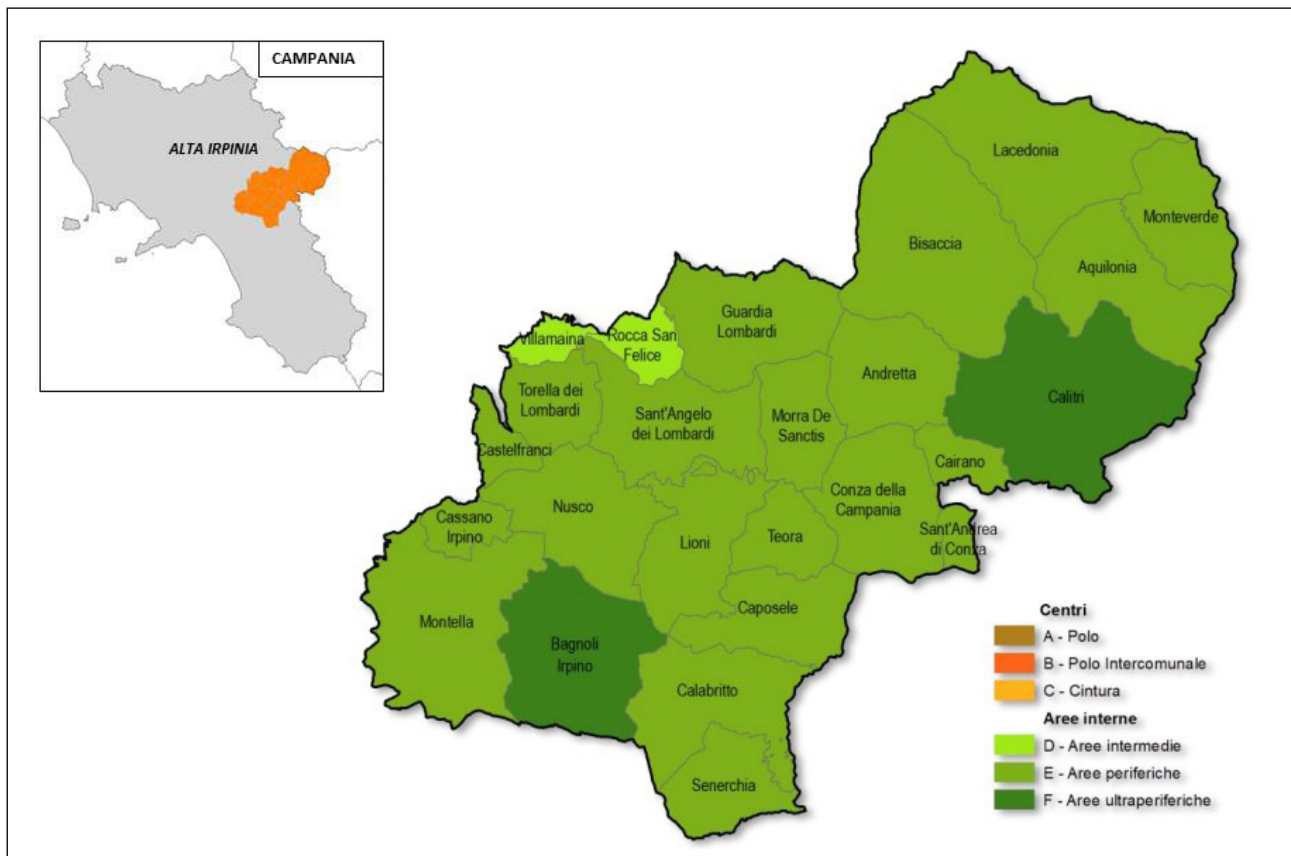 CAMPANIA
ALTA IRPINIA
Lacedonia
Monteverde
Bisaccia
Aquilonia
Guardia
Lombardi
Villamaina
Rocca San
Felice
Andretta
Calitri
Torella dei
Lombardi
Sant'Angelo
dei Lombardi
Morra De
Sanctis
Castelfranci
Cairano
Conza della
Campania
Nusco
Cassano
Irpino
Lioni
Teora
Sant'Andrea
di Conza
Caposele
Montella
Bagnoli
Irpino
Calabritto
Senerchia
Centri
A - Polo
B - Polo Intercomunale
C - Cintura
Aree interne
D - Aree intermedie
E - Aree periferiche
F - Aree ultraperiferiche